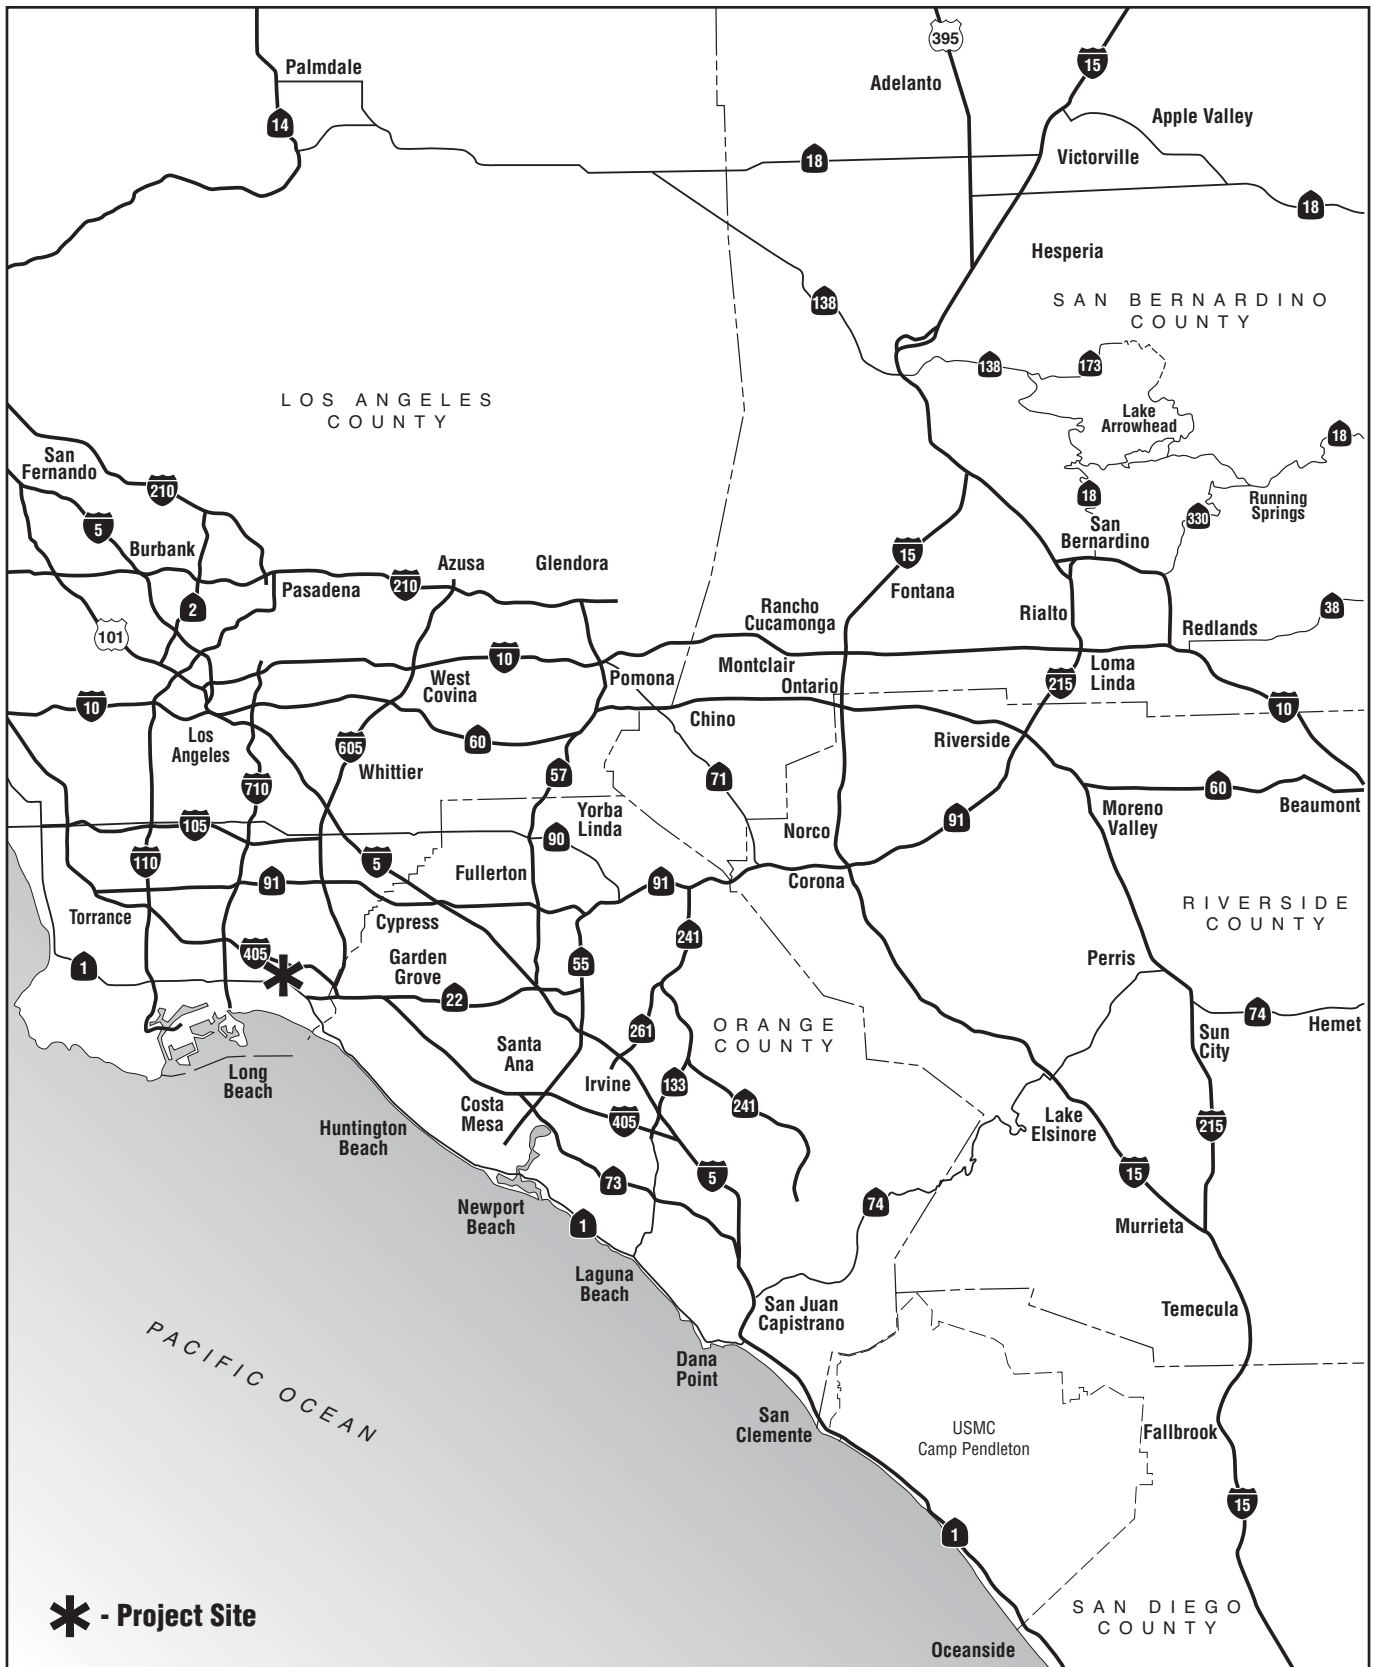 395
15
Palmdale
Adelanto
14
Apple Valley
18
Victorville
18
Hesperia
138
SAN BERNARDINO
COUNTY
138
173
LOS ANGELES
COUNTY
Lake
Arrowhead
18
San
Fernando
210
18
Running
Springs
5
330
San
Bernardino
Burbank
15
Azusa
Glendora
210
Pasadena
Fontana
2
Rancho
Cucamonga
Rialto
38
101
Redlands
10
Montclair
Loma
Linda
West
Covina
Pomona
Ontario
215
10
10
Chino
60
Riverside
Los
Angeles
605
Whittier
57
71
710
60
Beaumont
Moreno
Valley
Yorba
Linda
105
90
Norco
91
110
5
Fullerton
91
91
Corona
RIVERSIDE
COUNTY
Torrance
Cypress
241
405
1
Garden
Grove
55
Perris
22
74
Hemet
261
ORANGE
COUNTY
Sun
City
Santa
Ana
Irvine
133
Long
Beach
241
Costa
Mesa
405
Lake
Elsinore
215
Huntington
Beach
73
5
15
74
Newport
Beach
1
Murrieta
Laguna
Beach
San Juan
Capistrano
Temecula
PACIFIC OCEAN
Dana
Point
San
Clemente
USMC
Camp Pendleton
Fallbrook
15
1
- Project Site
SAN DIEGO
COUNTY
Oceanside